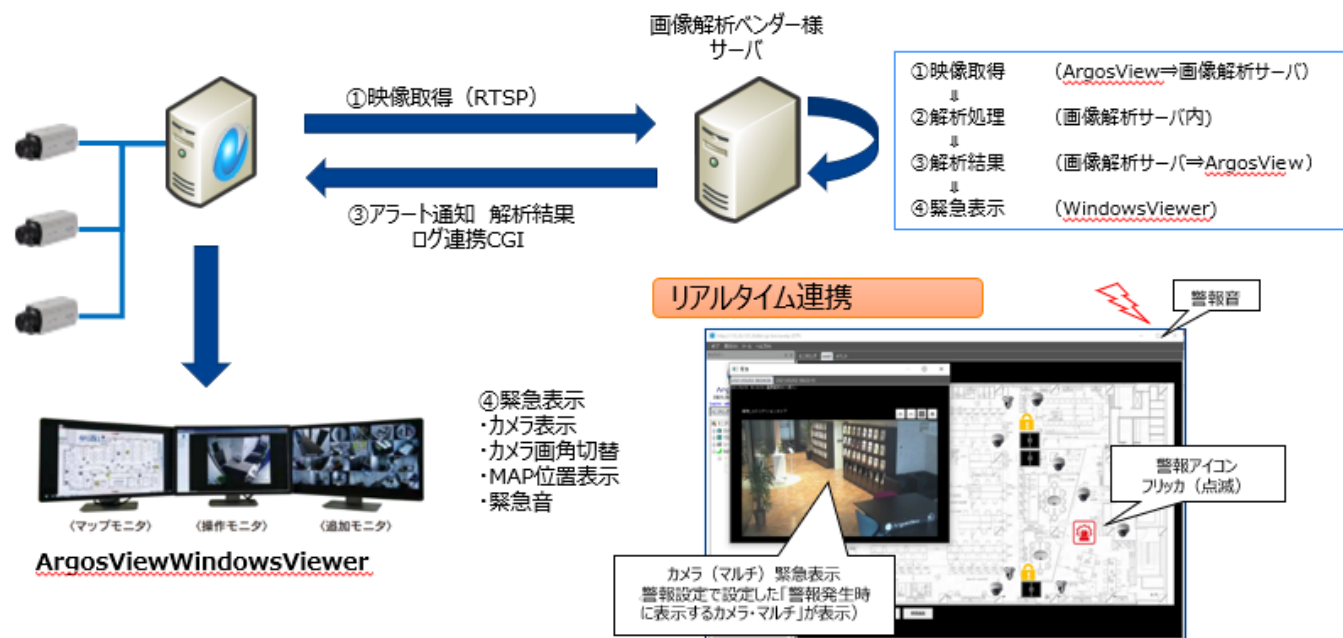 画像解析ベンダー様
サーバ
①映像取得（RTSP）
③アラート通知 解析結果
ログ連携CGI
①映像取得 （ArgosView⇒画像解析サーバ）
⇓
②解析処理 （画像解析サーバ内)
⇓
③解析結果 （画像解析サーバ⇒ArgosView）
⇓
④緊急表示 （WindowsViewer)
リアルタイム連携
警報音
④緊急表示
・カメラ表示
・カメラ画角切替
・MAP位置表示
・緊急音
〈マップモニタ〉 〈操作モニタ〉 〈追加モニタ〉
ArgosViewWindowsViewer
警報アイコン
フリッカ（点滅）
カメラ（マルチ）緊急表示
警報設定で設定した「警報発生時
に表示するカメラ・マルチ」が表示）